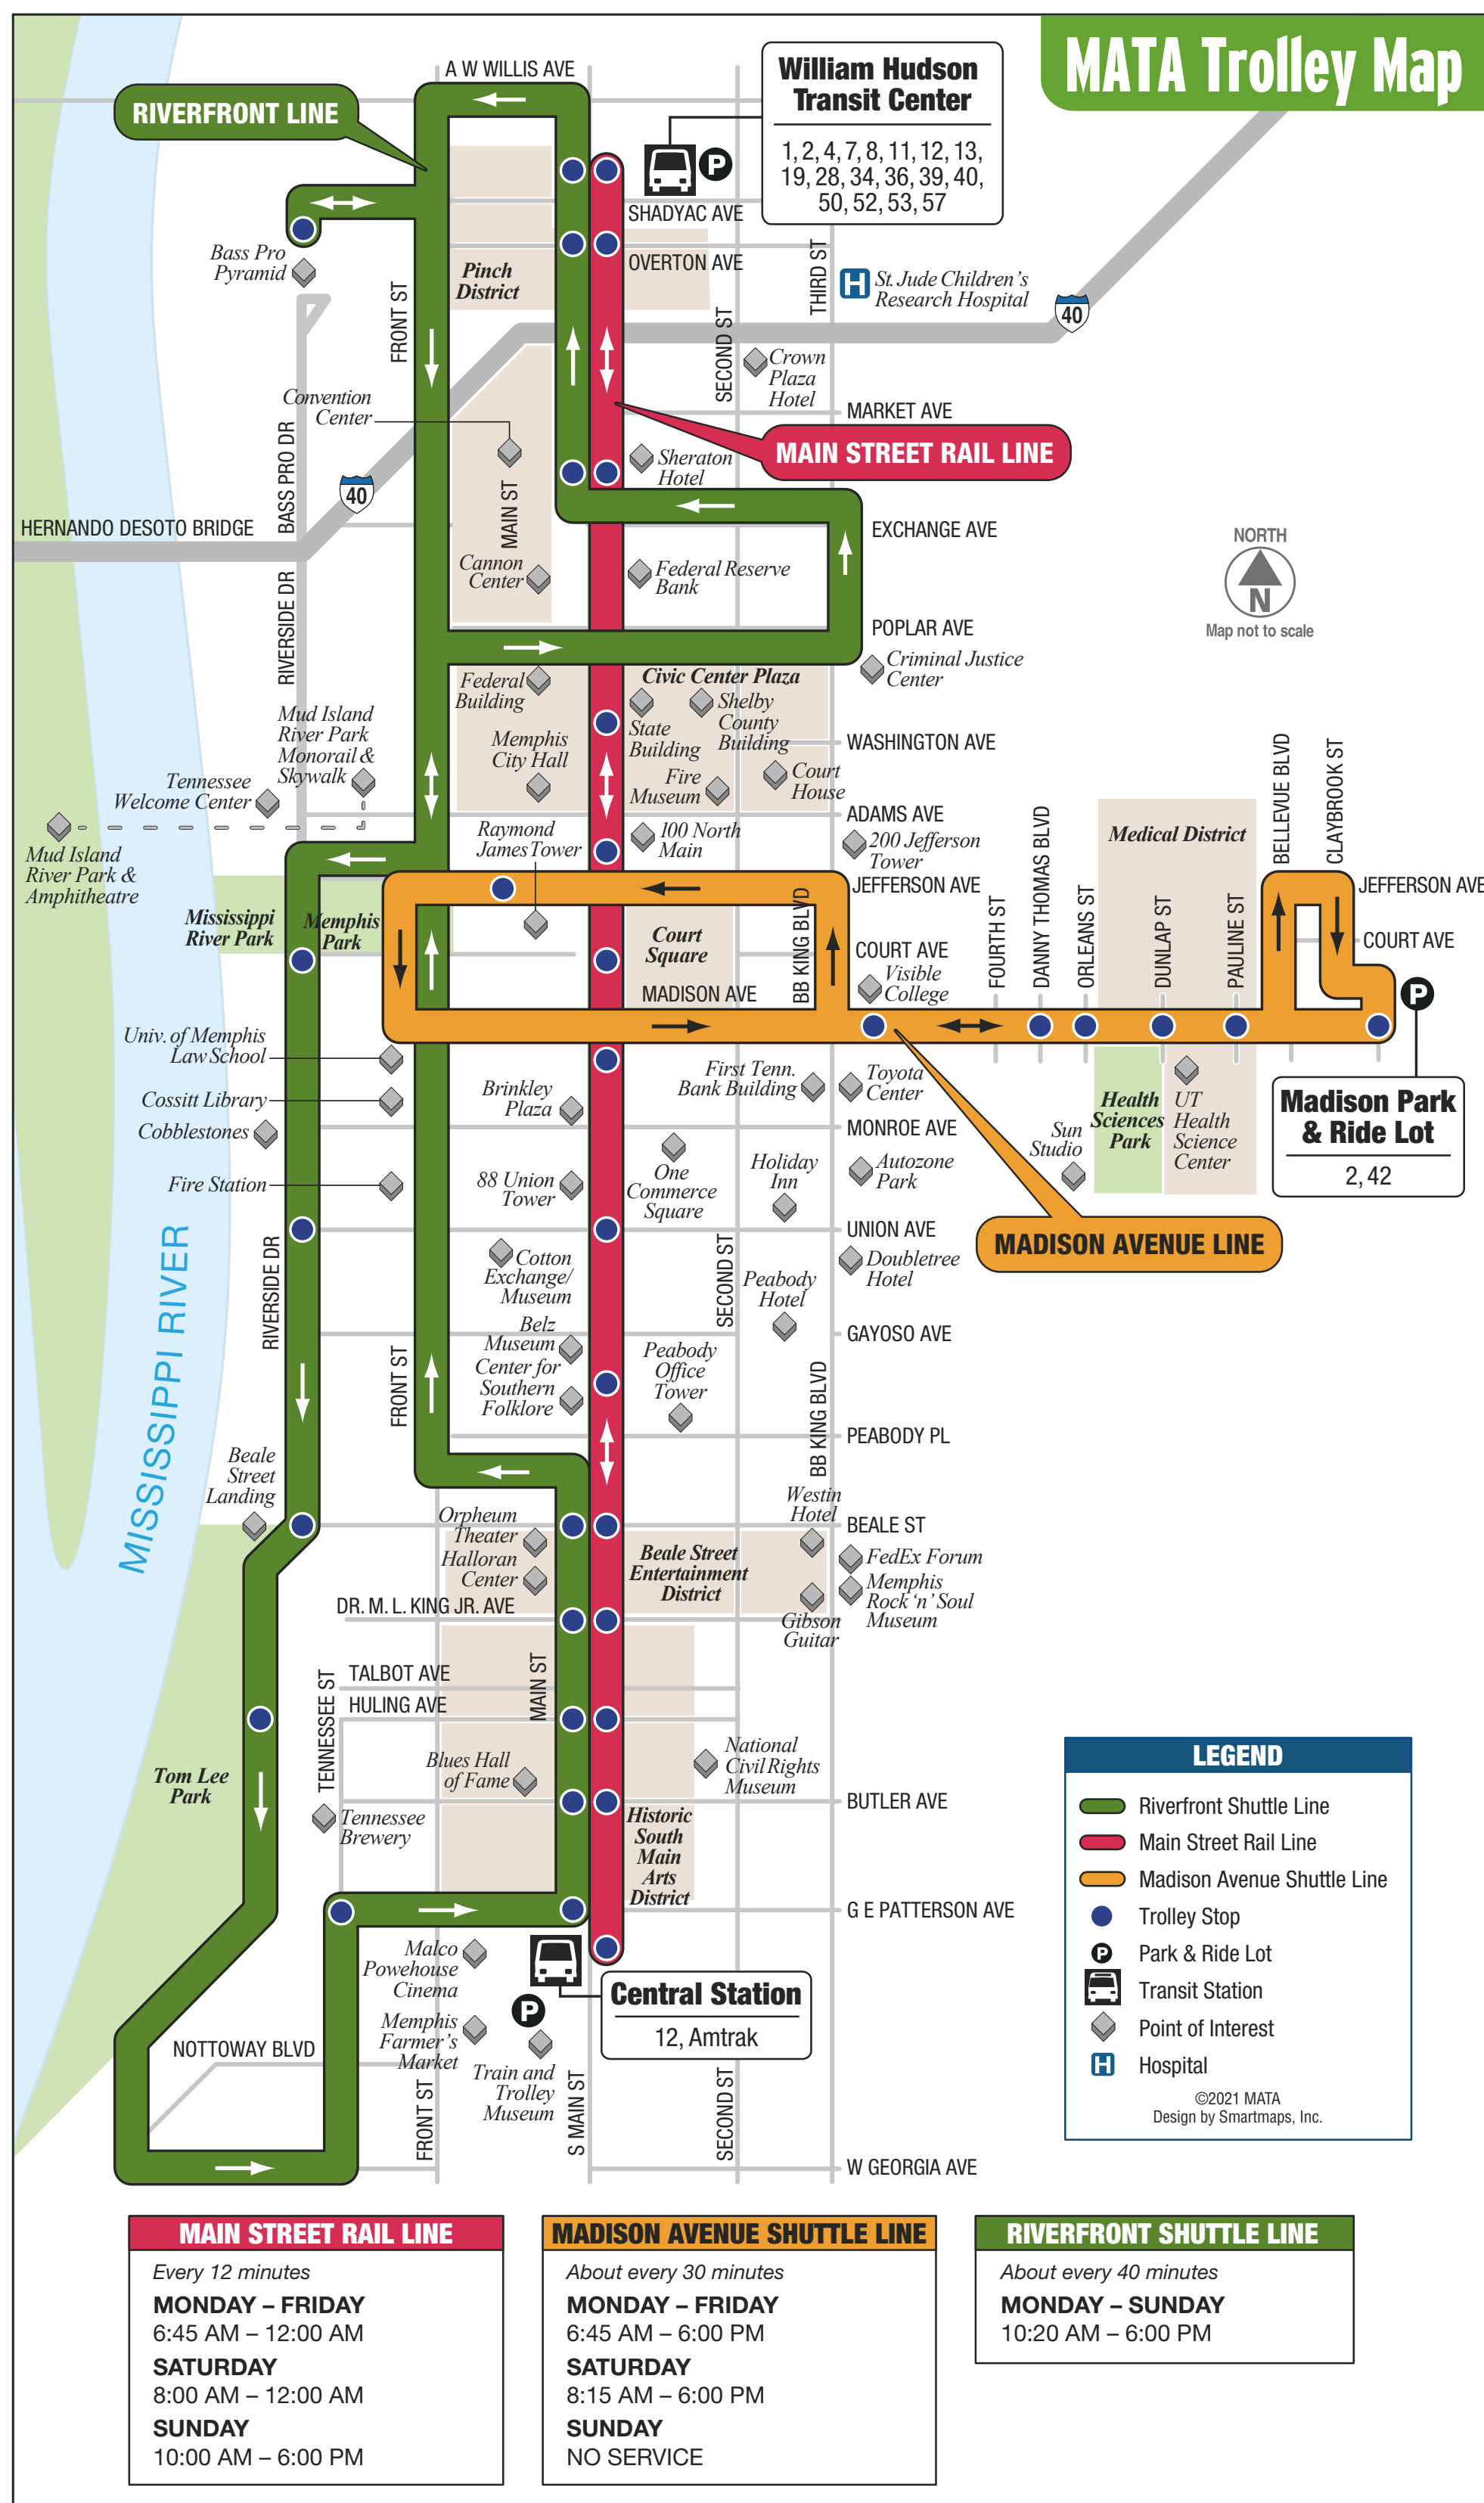 MATA Trolley Map
A W WILLIS AVE
William Hudson
Transit Center
1, 2, 4, 7, 8, 11, 12, 13,
19, 28, 34, 36, 39, 40,
50, 52, 53, 57
RIVERFRONT LINE
P
SHADYAC AVE
Bass Pro
Pyramid
OVERTON AVE
Pinch
District
THIRD ST
H
St. Jude Children's
Research Hospital
FRONT ST
SECOND ST
40
Crown
Plaza
Hotel
Convention
Center
MARKET AVE
BASS PRO DR
MAIN STREET RAIL LINE
Sheraton
Hotel
40
MAIN ST
HERNANDO DESOTO BRIDGE
EXCHANGE AVE
NORTH
N
Map not to scale
Cannon
Center
Federal Reserve
Bank
RIVERSIDE DR
POPLAR AVE
Criminal Justice
Center
Federal
Building
Civic Center Plaza
State
Building
Shelby
County
Building
Mud Island
River Park
Monorail &
Skywalk
Memphis
City Hall
WASHINGTON AVE
Tennessee
Welcome Center
Fire
Museum
Court
House
BELLEVUE BLVD
CLAYBROOK ST
ADAMS AVE
Mud Island
River Park &
Amphitheatre
Raymond
James Tower
100 North
Main
200 Jefferson
Tower
DANNY THOMAS BLVD
Medical District
JEFFERSON AVE
JEFFERSON AVE
Mississippi
River Park
Memphis
Park
Court
Square
BB KING BLVD
COURT AVE
FOURTH ST
ORLEANS ST
DUNLAP ST
PAULINE ST
COURT AVE
Visible
College
MADISON AVE
P
Univ. of Memphis
Law School
First Tenn.
Bank Building
Toyota
Center
Cossitt Library
Brinkley
Plaza
Health
Sciences
Park
UT
Health
Science
Center
Madison Park
& Ride Lot
2, 42
Cobblestones
MONROE AVE
Sun
Studio
Fire Station
88 Union
Tower
One
Commerce
Square
Holiday
Inn
Autozone
Park
UNION AVE
MADISON AVENUE LINE
MISSISSIPPI RIVER
RIVERSIDE DR
Cotton
Exchange/
Museum
SECOND ST
Doubletree
Hotel
Peabody
Hotel
Belz
Museum
GAYOSO AVE
FRONT ST
Center for
Southern
Folklore
Peabody
Office
Tower
BB KING BLVD
PEABODY PL
Beale
Street
Landing
Westin
Hotel
Orpheum
Theater
BEALE ST
Halloran
Center
Beale Street
Entertainment
District
FedEx Forum
Memphis
Rock 'n' Soul
Museum
DR. M. L. KING JR. AVE
Gibson
Guitar
TENNESSEE ST
TALBOT AVE
MAIN ST
HULING AVE
Tom Lee
Park
Blues Hall
of Fame
National
Civil Rights
Museum
BUTLER AVE
Tennessee
Brewery
Historic
South
Main
Arts
District
G E PATTERSON AVE
Malco
Powehouse
Cinema
Central Station
12, Amtrak
P
Memphis
Farmer's
Market
NOTTOWAY BLVD
Train and
Trolley
Museum
FRONT ST
S MAIN ST
SECOND ST
W GEORGIA AVE
LEGEND
Riverfront Shuttle Line
Main Street Rail Line
Madison Avenue Shuttle Line
Trolley Stop
P Park & Ride Lot
Transit Station
Point of Interest
H Hospital
©2021 MATA
Design by Smartmaps, Inc.
MAIN STREET RAIL LINE
Every 12 minutes
MONDAY – FRIDAY
6:45 AM – 12:00 AM
SATURDAY
8:00 AM – 12:00 AM
SUNDAY
10:00 AM – 6:00 PM
MADISON AVENUE SHUTTLE LINE
About every 30 minutes
MONDAY – FRIDAY
6:45 AM – 6:00 PM
SATURDAY
8:15 AM – 6:00 PM
SUNDAY
NO SERVICE
RIVERFRONT SHUTTLE LINE
About every 40 minutes
MONDAY – SUNDAY
10:20 AM – 6:00 PM